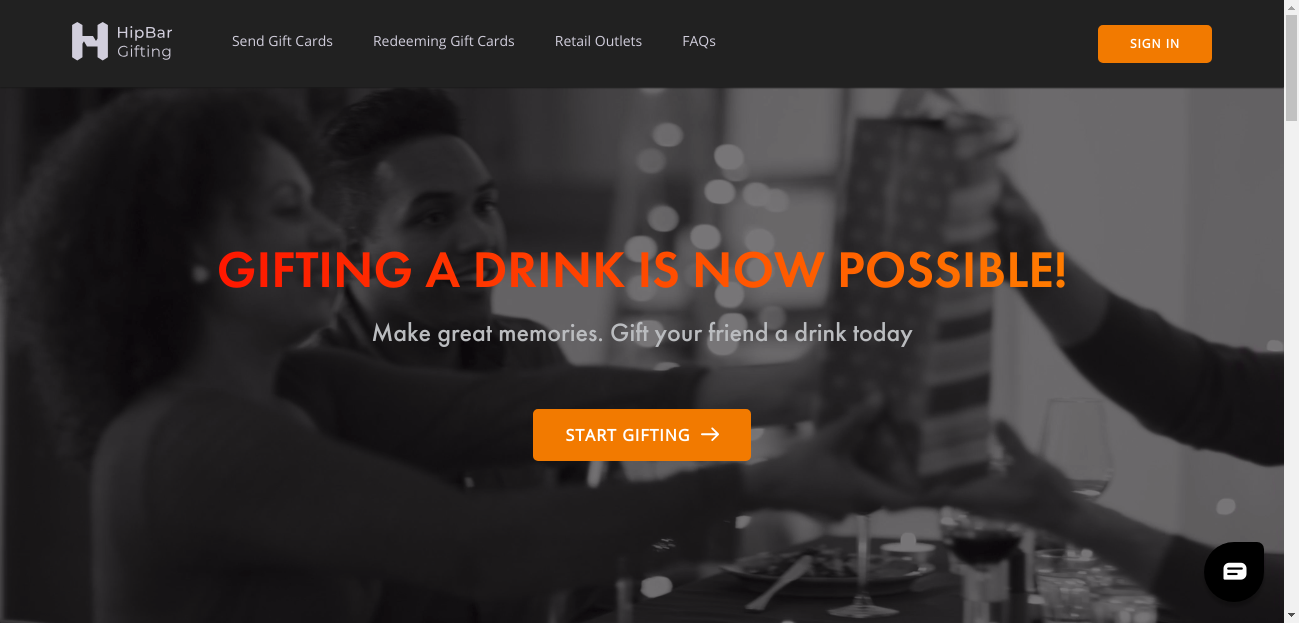 HipBar
Gifting
Send Gift Cards
Redeeming Gift Cards
Retail Outlets
FAQs
SIGN IN
GIFTING A DRINK IS NOW POSSIBLE!
Make great memories. Gift your friend a drink today
START GIFTING →